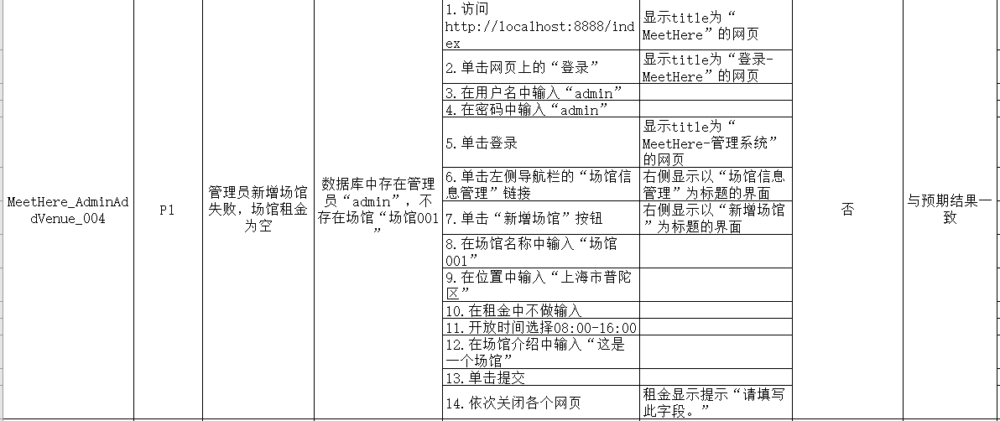 MeetHere_AdminAd
dVenue_004
P1
管理员新增场馆
失败，场馆租金
为空
数据库中存在管理
员“admin”，不
存在场馆“场馆001
”
1.访问
http://localhost:8888/ind
ex
显示title为“
MeetHere”的网页
2.单击网页上的“登录”
显示title为“登录-
MeetHere”的网页
3.在用户名中输入“admin”
4.在密码中输入“admin”
5.单击登录
显示title为“
MeetHere-管理系统”
的网页
6.单击左侧导航栏的“场馆信
息管理”链接
右侧显示以“场馆信息
管理”为标题的界面
7.单击“新增场馆”按钮
右侧显示以“新增场馆
”为标题的界面
8.在场馆名称中输入“场馆
001”
9.在位置中输入“上海市普陀
区”
10.在租金中不做输入
11.开放时间选择08:00-16:00
12.在场馆介绍中输入“这是
一个场馆”
13.单击提交
14.依次关闭各个网页
租金显示提示“请填写
此字段。”
否
与预期结果一
致